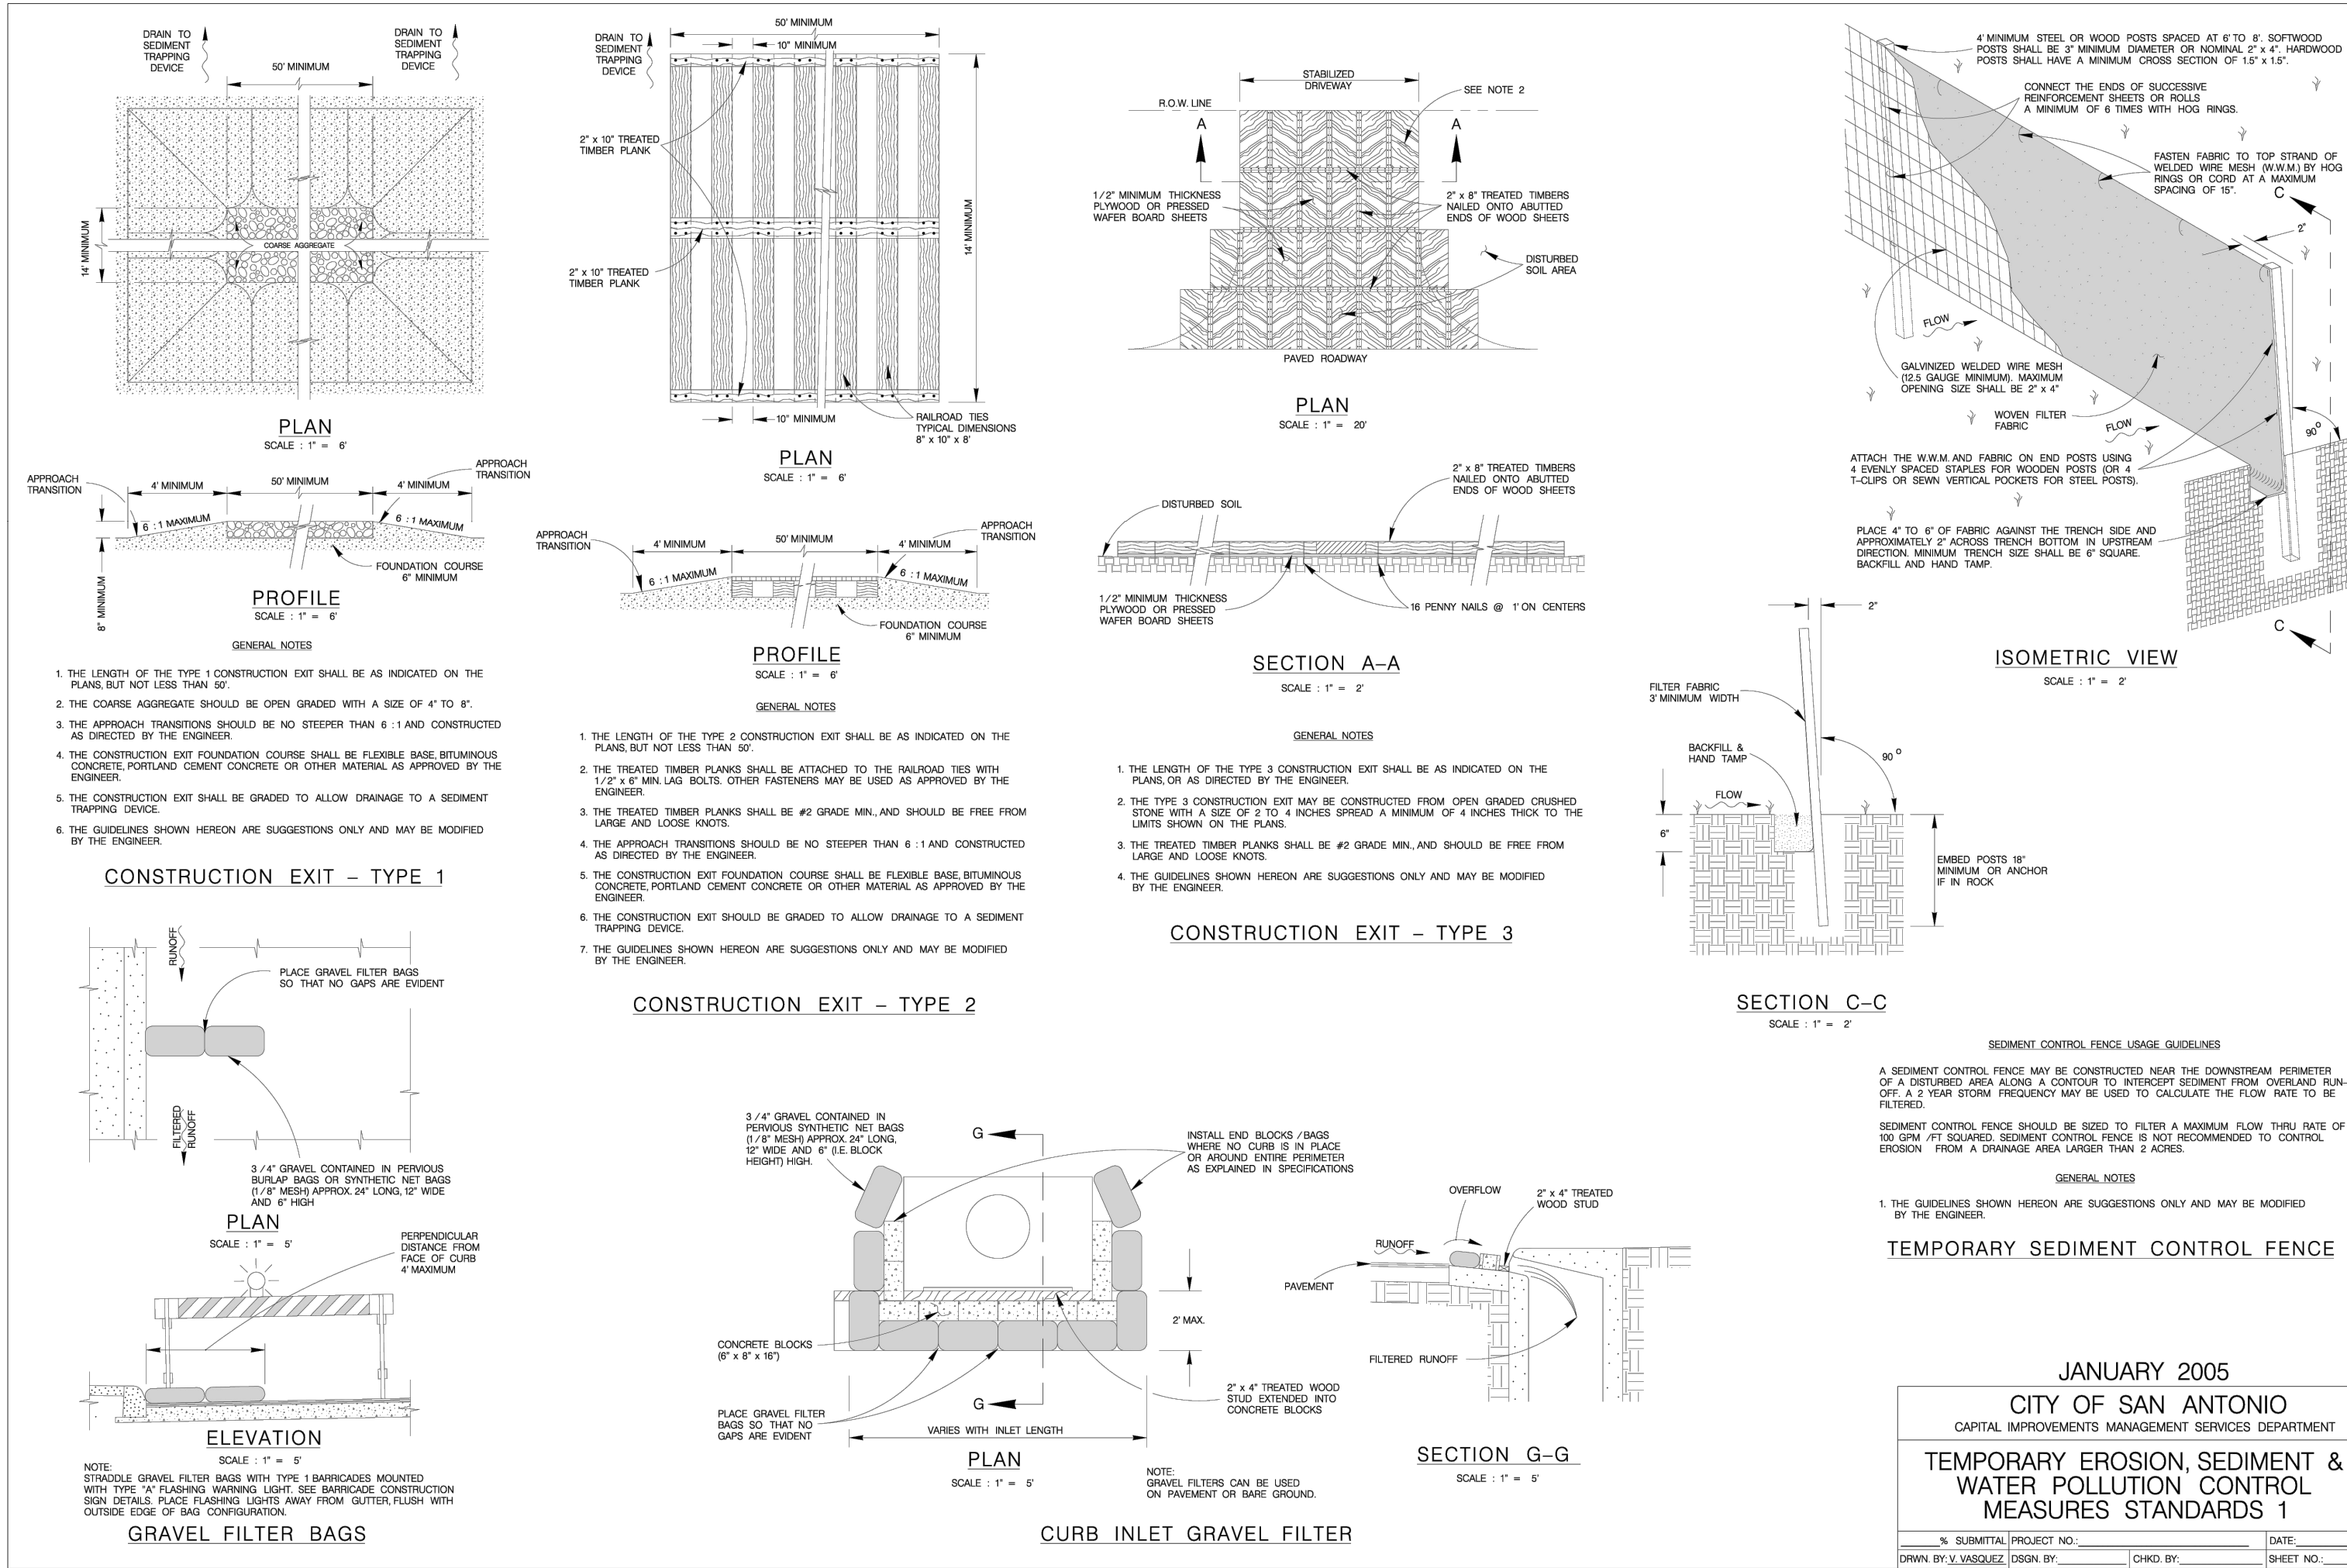 DRAIN TO
SEDIMENT
TRAPPING
DEVICE
DRAIN TO
SEDIMENT
TRAPPING
DEVICE
50' MINIMUM
14' MINIMUM
COARSE AGGREGATE
PLAN
SCALE : 1" = 6'
APPROACH
TRANSITION
4' MINIMUM
50' MINIMUM
4' MINIMUM
APPROACH
TRANSITION
6 : 1 MAXIMUM
6 : 1 MAXIMUM
8" MINIMUM
FOUNDATION COURSE
6" MINIMUM
PROFILE
SCALE : 1" = 6'
GENERAL NOTES
1. THE LENGTH OF THE TYPE 1 CONSTRUCTION EXIT SHALL BE AS INDICATED ON THE
PLANS, BUT NOT LESS THAN 50'.
2. THE COARSE AGGREGATE SHOULD BE OPEN GRADED WITH A SIZE OF 4" TO 8".
3. THE APPROACH TRANSITIONS SHOULD BE NO STEEPER THAN 6 : 1 AND CONSTRUCTED
AS DIRECTED BY THE ENGINEER.
4. THE CONSTRUCTION EXIT FOUNDATION COURSE SHALL BE FLEXIBLE BASE, BITUMINOUS
CONCRETE, PORTLAND CEMENT CONCRETE OR OTHER MATERIAL AS APPROVED BY THE
ENGINEER.
5. THE CONSTRUCTION EXIT SHALL BE GRADED TO ALLOW DRAINAGE TO A SEDIMENT
TRAPPING DEVICE.
6. THE GUIDELINES SHOWN HEREON ARE SUGGESTIONS ONLY AND MAY BE MODIFIED
BY THE ENGINEER.
CONSTRUCTION EXIT – TYPE 1
RUNOFF
PLACE GRAVEL FILTER BAGS
SO THAT NO GAPS ARE EVIDENT
FILTERED
RUNOFF
3/4" GRAVEL CONTAINED IN PERVIOUS
BURLAP BAGS OR SYNTHETIC NET BAGS
(1/8" MESH) APPROX. 24" LONG, 12" WIDE
AND 6" HIGH
PLAN
SCALE : 1" = 5'
PERPENDICULAR
DISTANCE FROM
FACE OF CURB
4' MAXIMUM
ELEVATION
SCALE : 1" = 5'
NOTE:
STRADDLE GRAVEL FILTER BAGS WITH TYPE 1 BARRICADES MOUNTED
WITH TYPE "A" FLASHING WARNING LIGHT. SEE BARRICADE CONSTRUCTION
SIGN DETAILS. PLACE FLASHING LIGHTS AWAY FROM GUTTER, FLUSH WITH
OUTSIDE EDGE OF BAG CONFIGURATION.
GRAVEL FILTER BAGS
DRAIN TO
SEDIMENT
TRAPPING
DEVICE
50' MINIMUM
10" MINIMUM
2" x 10" TREATED
TIMBER PLANK
14' MINIMUM
2" x 10" TREATED
TIMBER PLANK
10" MINIMUM
RAILROAD TIES
TYPICAL DIMENSIONS
8" x 10" x 8'
PLAN
SCALE : 1" = 6'
APPROACH
TRANSITION
4' MINIMUM
50' MINIMUM
4' MINIMUM
APPROACH
TRANSITION
6 : 1 MAXIMUM
6 : 1 MAXIMUM
FOUNDATION COURSE
6" MINIMUM
PROFILE
SCALE : 1" = 6'
GENERAL NOTES
1. THE LENGTH OF THE TYPE 2 CONSTRUCTION EXIT SHALL BE AS INDICATED ON THE
PLANS, BUT NOT LESS THAN 50'.
2. THE TREATED TIMBER PLANKS SHALL BE ATTACHED TO THE RAILROAD TIES WITH
1/2" x 6" MIN. LAG BOLTS. OTHER FASTENERS MAY BE USED AS APPROVED BY THE
ENGINEER.
3. THE TREATED TIMBER PLANKS SHALL BE #2 GRADE MIN., AND SHOULD BE FREE FROM
LARGE AND LOOSE KNOTS.
4. THE APPROACH TRANSITIONS SHOULD BE NO STEEPER THAN 6 : 1 AND CONSTRUCTED
AS DIRECTED BY THE ENGINEER.
5. THE CONSTRUCTION EXIT FOUNDATION COURSE SHALL BE FLEXIBLE BASE, BITUMINOUS
CONCRETE, PORTLAND CEMENT CONCRETE OR OTHER MATERIAL AS APPROVED BY THE
ENGINEER.
6. THE CONSTRUCTION EXIT SHOULD BE GRADED TO ALLOW DRAINAGE TO A SEDIMENT
TRAPPING DEVICE.
7. THE GUIDELINES SHOWN HEREON ARE SUGGESTIONS ONLY AND MAY BE MODIFIED
BY THE ENGINEER.
CONSTRUCTION EXIT – TYPE 2
STABILIZED
DRIVEWAY
SEE NOTE 2
R.O.W. LINE
A
A
1/2" MINIMUM THICKNESS
PLYWOOD OR PRESSED
WAFER BOARD SHEETS
2" x 8" TREATED TIMBERS
NAILED ONTO ABUTTED
ENDS OF WOOD SHEETS
DISTURBED
SOIL AREA
PAVED ROADWAY
PLAN
SCALE : 1" = 20'
2" x 8" TREATED TIMBERS
NAILED ONTO ABUTTED
ENDS OF WOOD SHEETS
DISTURBED SOIL
1/2" MINIMUM THICKNESS
PLYWOOD OR PRESSED
WAFER BOARD SHEETS
16 PENNY NAILS @ 1' ON CENTERS
SECTION A–A
SCALE : 1" = 2'
GENERAL NOTES
1. THE LENGTH OF THE TYPE 3 CONSTRUCTION EXIT SHALL BE AS INDICATED ON THE
PLANS, OR AS DIRECTED BY THE ENGINEER.
2. THE TYPE 3 CONSTRUCTION EXIT MAY BE CONSTRUCTED FROM OPEN GRADED CRUSHED
STONE WITH A SIZE OF 2 TO 4 INCHES SPREAD A MINIMUM OF 4 INCHES THICK TO THE
LIMITS SHOWN ON THE PLANS.
3. THE TREATED TIMBER PLANKS SHALL BE #2 GRADE MIN., AND SHOULD BE FREE FROM
LARGE AND LOOSE KNOTS.
4. THE GUIDELINES SHOWN HEREON ARE SUGGESTIONS ONLY AND MAY BE MODIFIED
BY THE ENGINEER.
CONSTRUCTION EXIT – TYPE 3
3/4" GRAVEL CONTAINED IN
PERVIOUS SYNTHETIC NET BAGS
(1/8" MESH) APPROX. 24" LONG,
12" WIDE AND 6" (I.E. BLOCK
HEIGHT) HIGH.
G
INSTALL END BLOCKS /BAGS
WHERE NO CURB IS IN PLACE
OR AROUND ENTIRE PERIMETER
AS EXPLAINED IN SPECIFICATIONS
2' MAX.
CONCRETE BLOCKS
(6" x 8" x 16")
2" x 4" TREATED WOOD
STUD EXTENDED INTO
CONCRETE BLOCKS
PLACE GRAVEL FILTER
BAGS SO THAT NO
GAPS ARE EVIDENT
G
VARIES WITH INLET LENGTH
PLAN
SCALE : 1" = 5'
NOTE:
GRAVEL FILTERS CAN BE USED
ON PAVEMENT OR BARE GROUND.
OVERFLOW
2" x 4" TREATED
WOOD STUD
RUNOFF
PAVEMENT
FILTERED RUNOFF
SECTION G–G
SCALE : 1" = 5'
CURB INLET GRAVEL FILTER
4' MINIMUM STEEL OR WOOD POSTS SPACED AT 6' TO 8'. SOFTWOOD
POSTS SHALL BE 3" MINIMUM DIAMETER OR NOMINAL 2" x 4". HARDWOOD
POSTS SHALL HAVE A MINIMUM CROSS SECTION OF 1.5" x 1.5".
CONNECT THE ENDS OF SUCCESSIVE
REINFORCEMENT SHEETS OR ROLLS
A MINIMUM OF 6 TIMES WITH HOG RINGS.
FASTEN FABRIC TO TOP STRAND OF
WELDED WIRE MESH (W.W.M.) BY HOG
RINGS OR CORD AT A MAXIMUM
SPACING OF 15".
C
2"
FLOW
GALVINIZED WELDED WIRE MESH
(12.5 GAUGE MINIMUM). MAXIMUM
OPENING SIZE SHALL BE 2" x 4"
WOVEN FILTER
FABRIC
FLOW
90°
ATTACH THE W.W.M. AND FABRIC ON END POSTS USING
4 EVENLY SPACED STAPLES FOR WOODEN POSTS (OR 4
T–CLIPS OR SEWN VERTICAL POCKETS FOR STEEL POSTS).
PLACE 4" TO 6" OF FABRIC AGAINST THE TRENCH SIDE AND
APPROXIMATELY 2" ACROSS TRENCH BOTTOM IN UPSTREAM
DIRECTION. MINIMUM TRENCH SIZE SHALL BE 6" SQUARE.
BACKFILL AND HAND TAMP.
C
ISOMETRIC VIEW
SCALE : 1" = 2'
2"
FILTER FABRIC
3' MINIMUM WIDTH
BACKFILL &
HAND TAMP
90°
FLOW
6"
EMBED POSTS 18"
MINIMUM OR ANCHOR
IF IN ROCK
SECTION C–C
SCALE : 1" = 2'
SEDIMENT CONTROL FENCE USAGE GUIDELINES
A SEDIMENT CONTROL FENCE MAY BE CONSTRUCTED NEAR THE DOWNSTREAM PERIMETER
OF A DISTURBED AREA ALONG A CONTOUR TO INTERCEPT SEDIMENT FROM OVERLAND RUN–
OFF. A 2 YEAR STORM FREQUENCY MAY BE USED TO CALCULATE THE FLOW RATE TO BE
FILTERED.
SEDIMENT CONTROL FENCE SHOULD BE SIZED TO FILTER A MAXIMUM FLOW THRU RATE OF
100 GPM /FT SQUARED. SEDIMENT CONTROL FENCE IS NOT RECOMMENDED TO CONTROL
EROSION FROM A DRAINAGE AREA LARGER THAN 2 ACRES.
GENERAL NOTES
1. THE GUIDELINES SHOWN HEREON ARE SUGGESTIONS ONLY AND MAY BE MODIFIED
BY THE ENGINEER.
TEMPORARY SEDIMENT CONTROL FENCE
JANUARY 2005
CITY OF SAN ANTONIO
CAPITAL IMPROVEMENTS MANAGEMENT SERVICES DEPARTMENT
TEMPORARY EROSION, SEDIMENT &
WATER POLLUTION CONTROL
MEASURES STANDARDS 1
% SUBMITTAL PROJECT NO.: DATE:
DRWN. BY: V. VASQUEZ DSGN. BY: CHKD. BY: SHEET NO.: